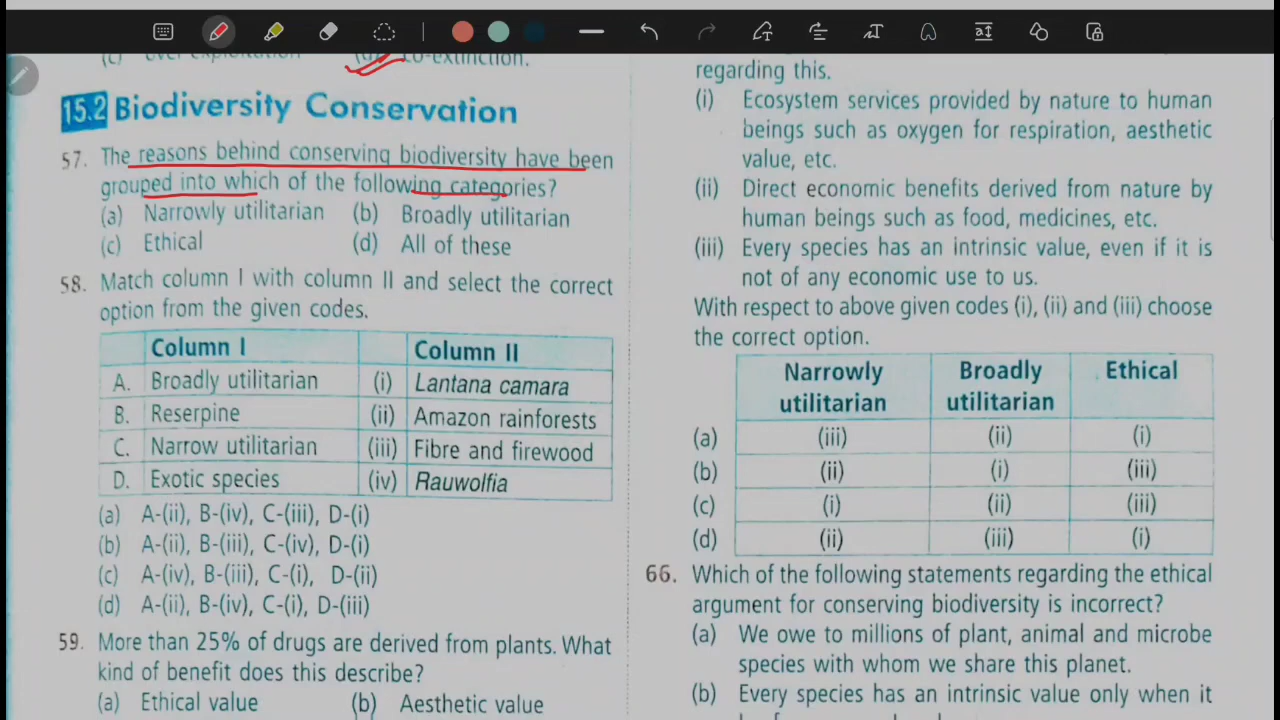 (c) over exploitation (d) co-extinction.
15.2 Biodiversity Conservation
57. The reasons behind conserving biodiversity have been
grouped into which of the following categories?
(a) Narrowly utilitarian (b) Broadly utilitarian
(c) Ethical (d) All of these
58. Match column I with column II and select the correct
option from the given codes.
Column I Column II
A. Broadly utilitarian (i) Lantana camara
B. Reserpine (ii) Amazon rainforests
C. Narrow utilitarian (iii) Fibre and firewood
D. Exotic species (iv) Rauwolfia
(a) A-(ii), B-(iv), C-(iii), D-(i)
(b) A-(ii), B-(iii), C-(iv), D-(i)
(c) A-(iv), B-(iii), C-(i), D-(ii)
(d) A-(ii), B-(iv), C-(i), D-(iii)
59. More than 25% of drugs are derived from plants. What
kind of benefit does this describe?
(a) Ethical value (b) Aesthetic value
regarding this.
(i) Ecosystem services provided by nature to human
beings such as oxygen for respiration, aesthetic
value, etc.
(ii) Direct economic benefits derived from nature by
human beings such as food, medicines, etc.
(iii) Every species has an intrinsic value, even if it is
not of any economic use to us.
With respect to above given codes (i), (ii) and (iii) choose
the correct option.
Narrowly Broadly Ethical
utilitarian utilitarian
(a) (iii) (ii) (i)
(b) (ii) (i) (iii)
(c) (i) (ii) (iii)
(d) (ii) (iii) (i)
66. Which of the following statements regarding the ethical
argument for conserving biodiversity is incorrect?
(a) We owe to millions of plant, animal and microbe
species with whom we share this planet.
(b) Every species has an intrinsic value only when it